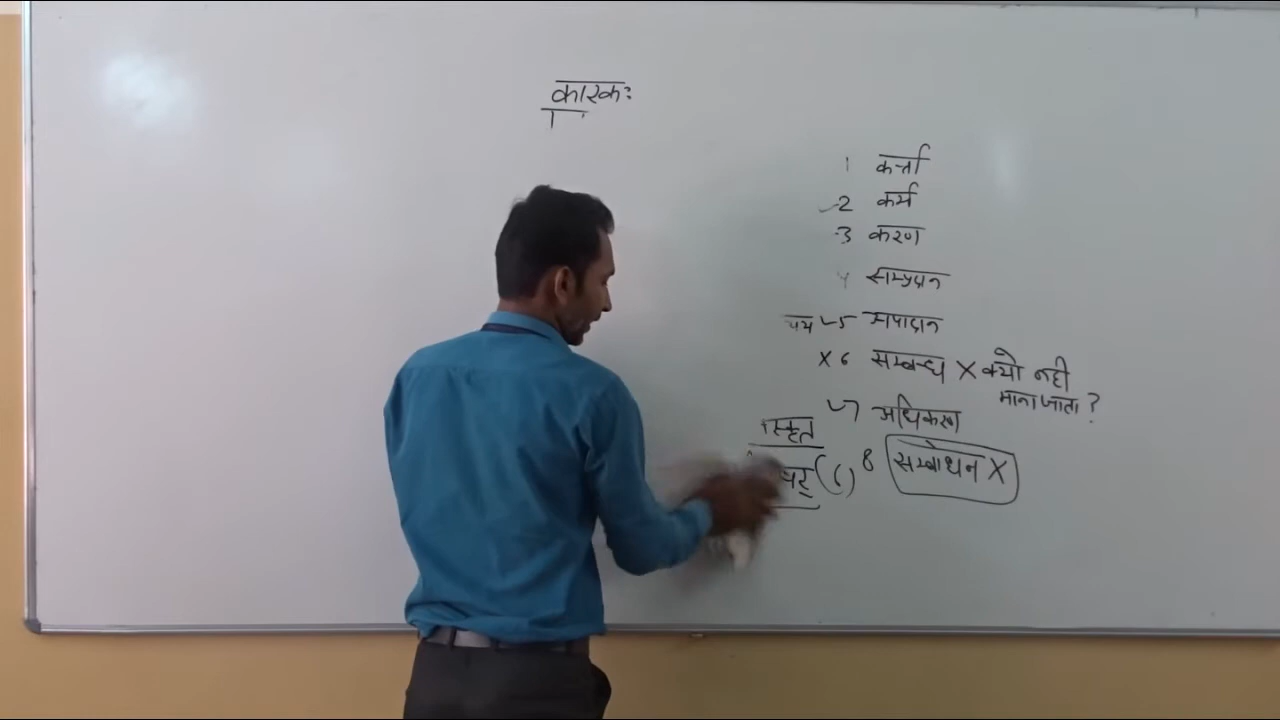 कारकः
1 कर्त्ता
2 कर्म
3 करण
4 सम्प्रदान
5 अपादान
x 6 सम्बन्ध x क्यो नही
माना जाता ?
7 अधिकरण
8 सम्बोधन x
(6)